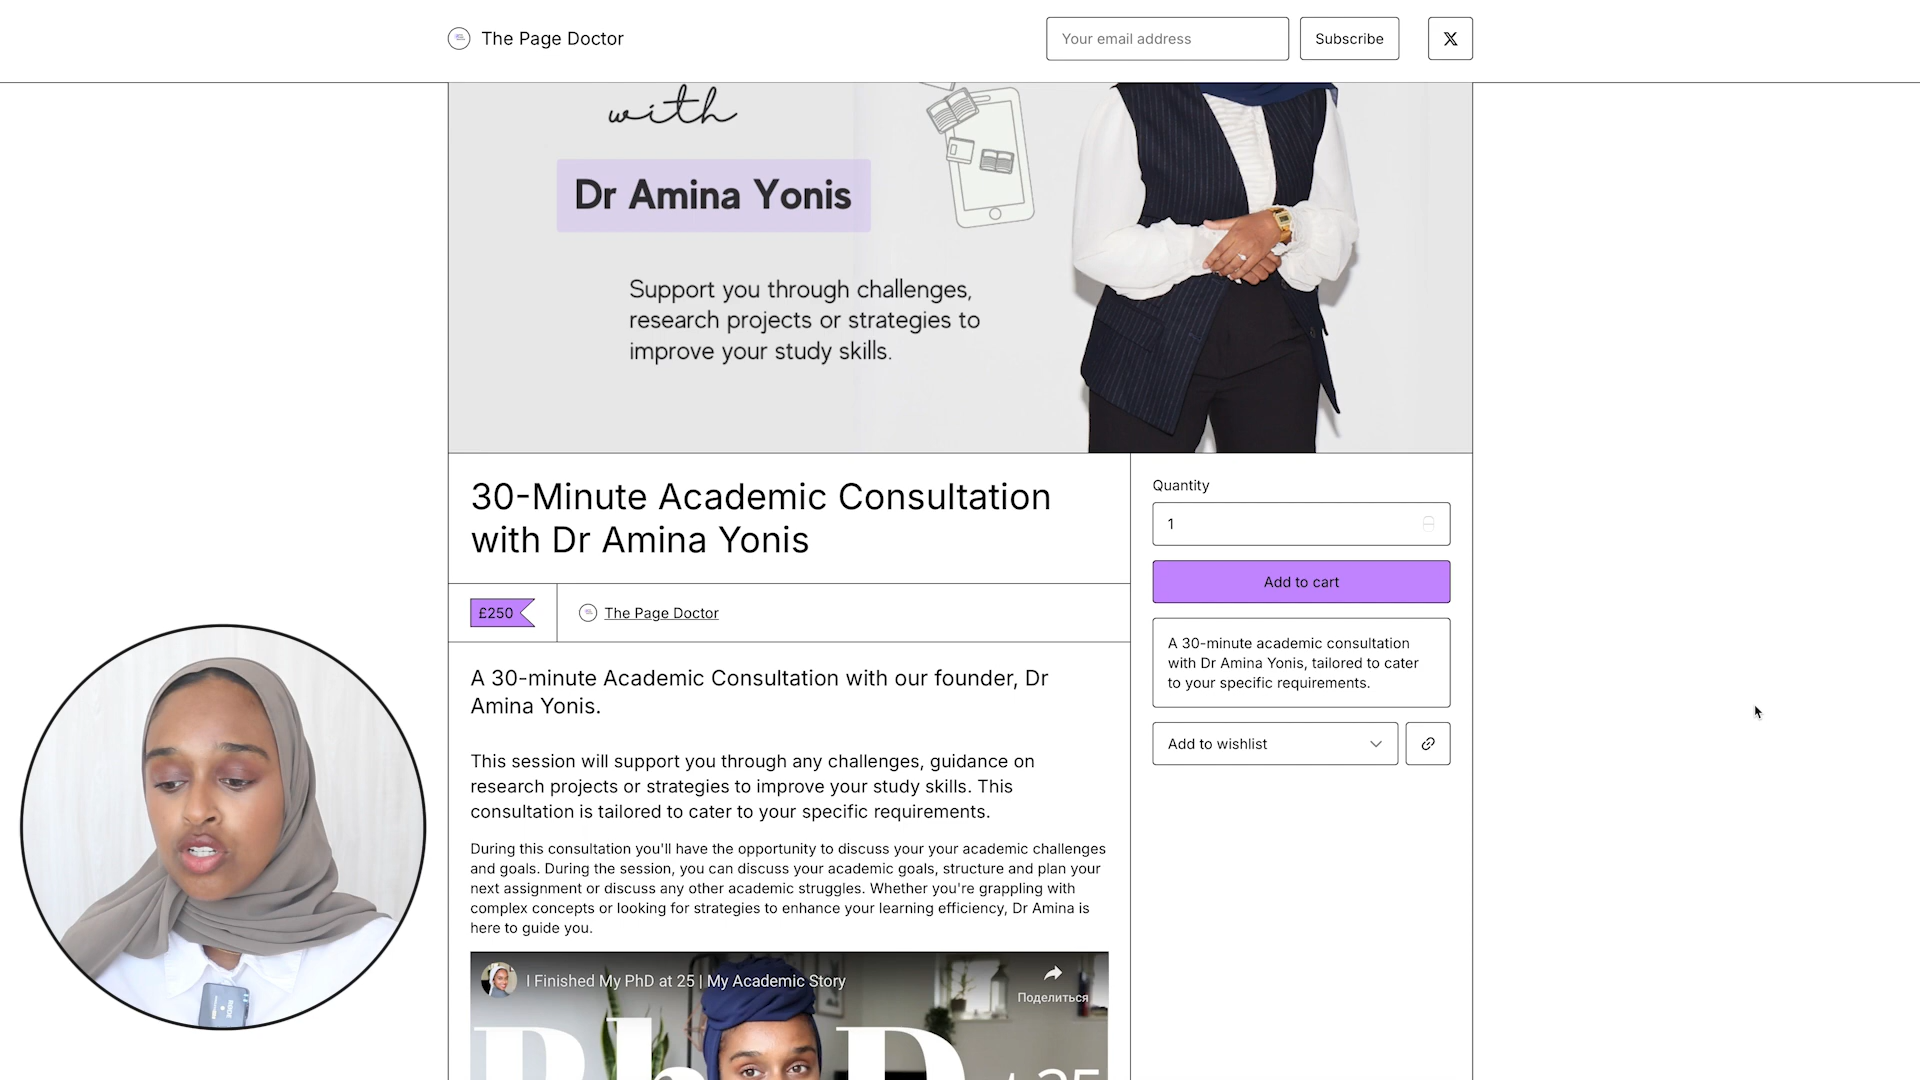 The Page Doctor
Your email address
Subscribe
with
Dr Amina Yonis
Support you through challenges,
research projects or strategies to
improve your study skills.
30-Minute Academic Consultation
with Dr Amina Yonis
£250
The Page Doctor
A 30-minute Academic Consultation with our founder, Dr
Amina Yonis.
This session will support you through any challenges, guidance on
research projects or strategies to improve your study skills. This
consultation is tailored to cater to your specific requirements.
During this consultation you'll have the opportunity to discuss your your academic challenges
and goals. During the session, you can discuss your academic goals, structure and plan your
next assignment or discuss any other academic struggles. Whether you're grappling with
complex concepts or looking for strategies to enhance your learning efficiency, Dr Amina is
here to guide you.
I Finished My PhD at 25 | My Academic Story
Поделиться
PhD
at 25
Quantity
1
Add to cart
A 30-minute academic consultation
with Dr Amina Yonis, tailored to cater
to your specific requirements.
Add to wishlist
RODE